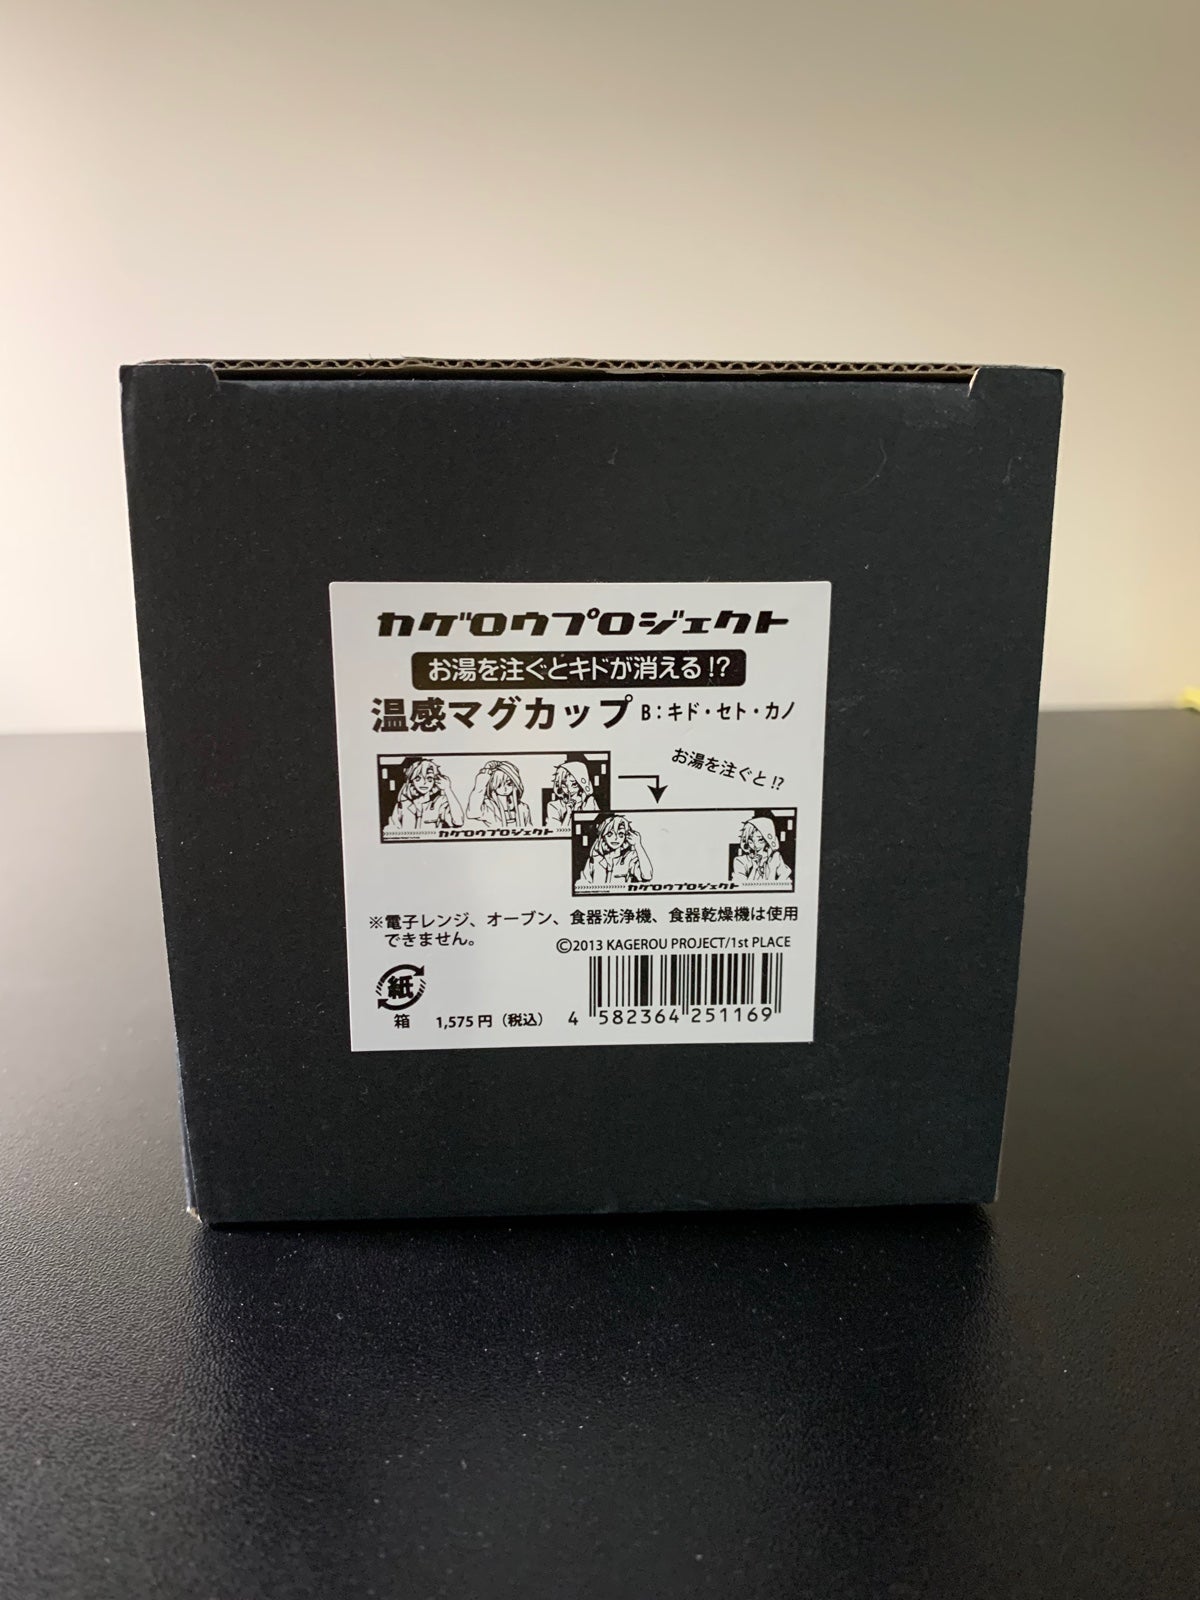 カゲロウプロジェクト
お湯を注ぐとキドが消える!?
温感マグカップ B:キド・セト・カノ
お湯を注ぐと!?
カゲロウプロジェクト
カゲロウプロジェクト
※電子レンジ、オーブン、食器洗浄機、食器乾燥機は使用
できません。
©2013 KAGEROU PROJECT/1st PLACE
紙
箱
1,575円(税込)
4 582364 251169